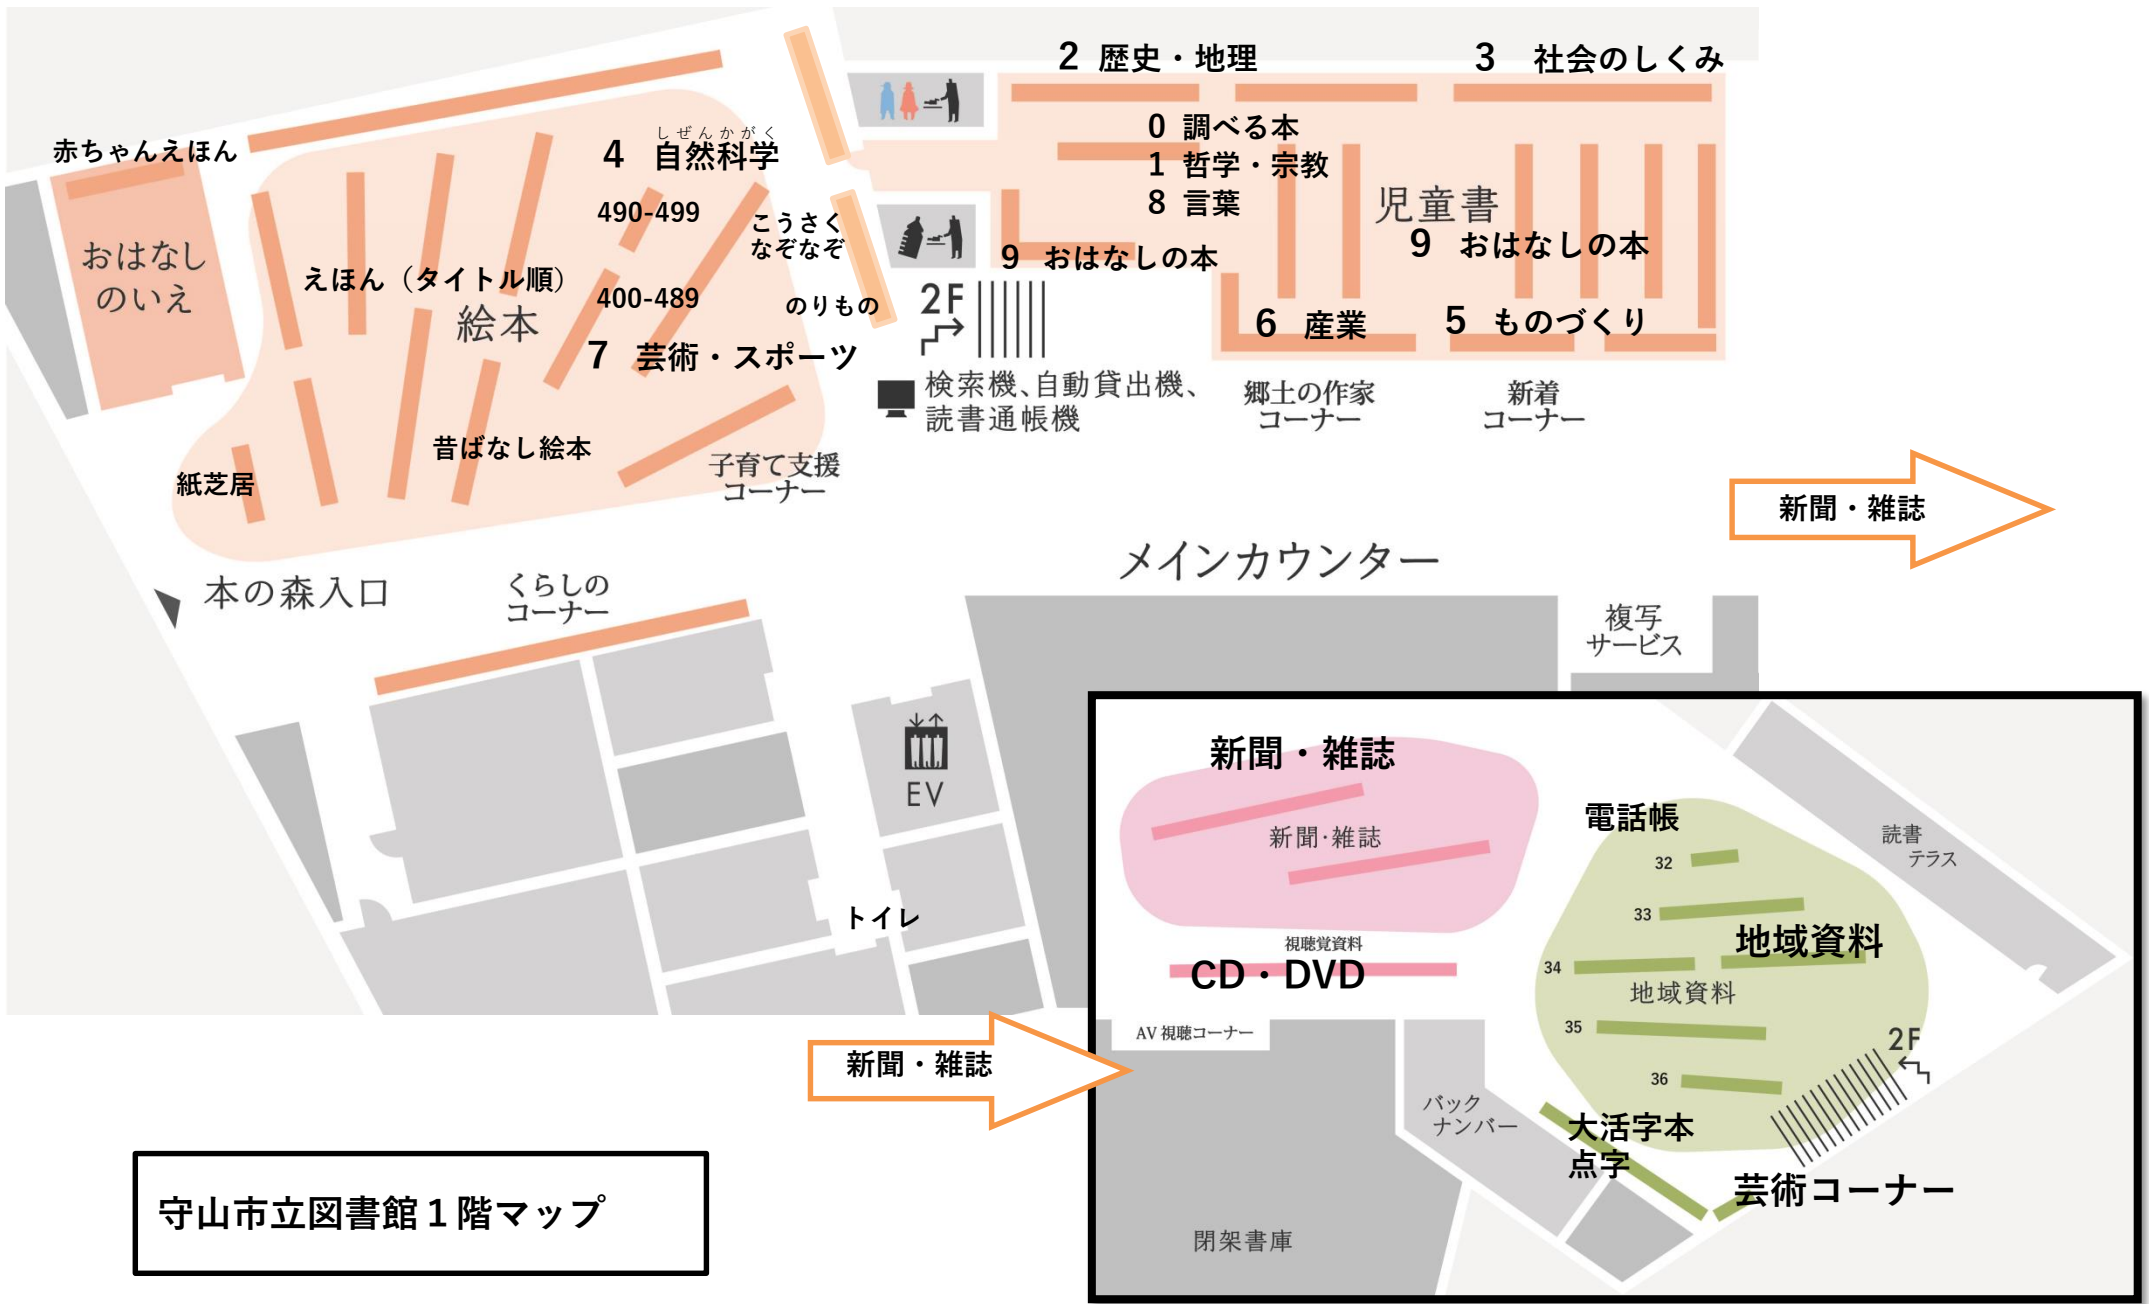 2 歴史・地理
3 社会のしくみ
赤ちゃんえほん
しぜんかがく
4 自然科学
0 調べる本
1 哲学・宗教
8 言葉
児童書
490-499
こうさく
なぞなぞ
おはなし
のいえ
9 おはなしの本
9 おはなしの本
えほん（タイトル順）
絵本
400-489
のりもの
2F
6 産業
5 ものづくり
7 芸術・スポーツ
検索機、自動貸出機、
読書通帳機
郷土の作家
コーナー
新着
コーナー
昔ばなし絵本
紙芝居
子育て支援
コーナー
新聞・雑誌
メインカウンター
本の森入口
くらしの
コーナー
複写
サービス
EV
トイレ
新聞・雑誌
新聞・雑誌
新聞・雑誌
電話帳
32
33
地域資料
34
地域資料
35
36
読書
テラス
視聴覚資料
CD・DVD
AV 視聴コーナー
2F
バック
ナンバー
大活字本
点字
芸術コーナー
閉架書庫
守山市立図書館１階マップ